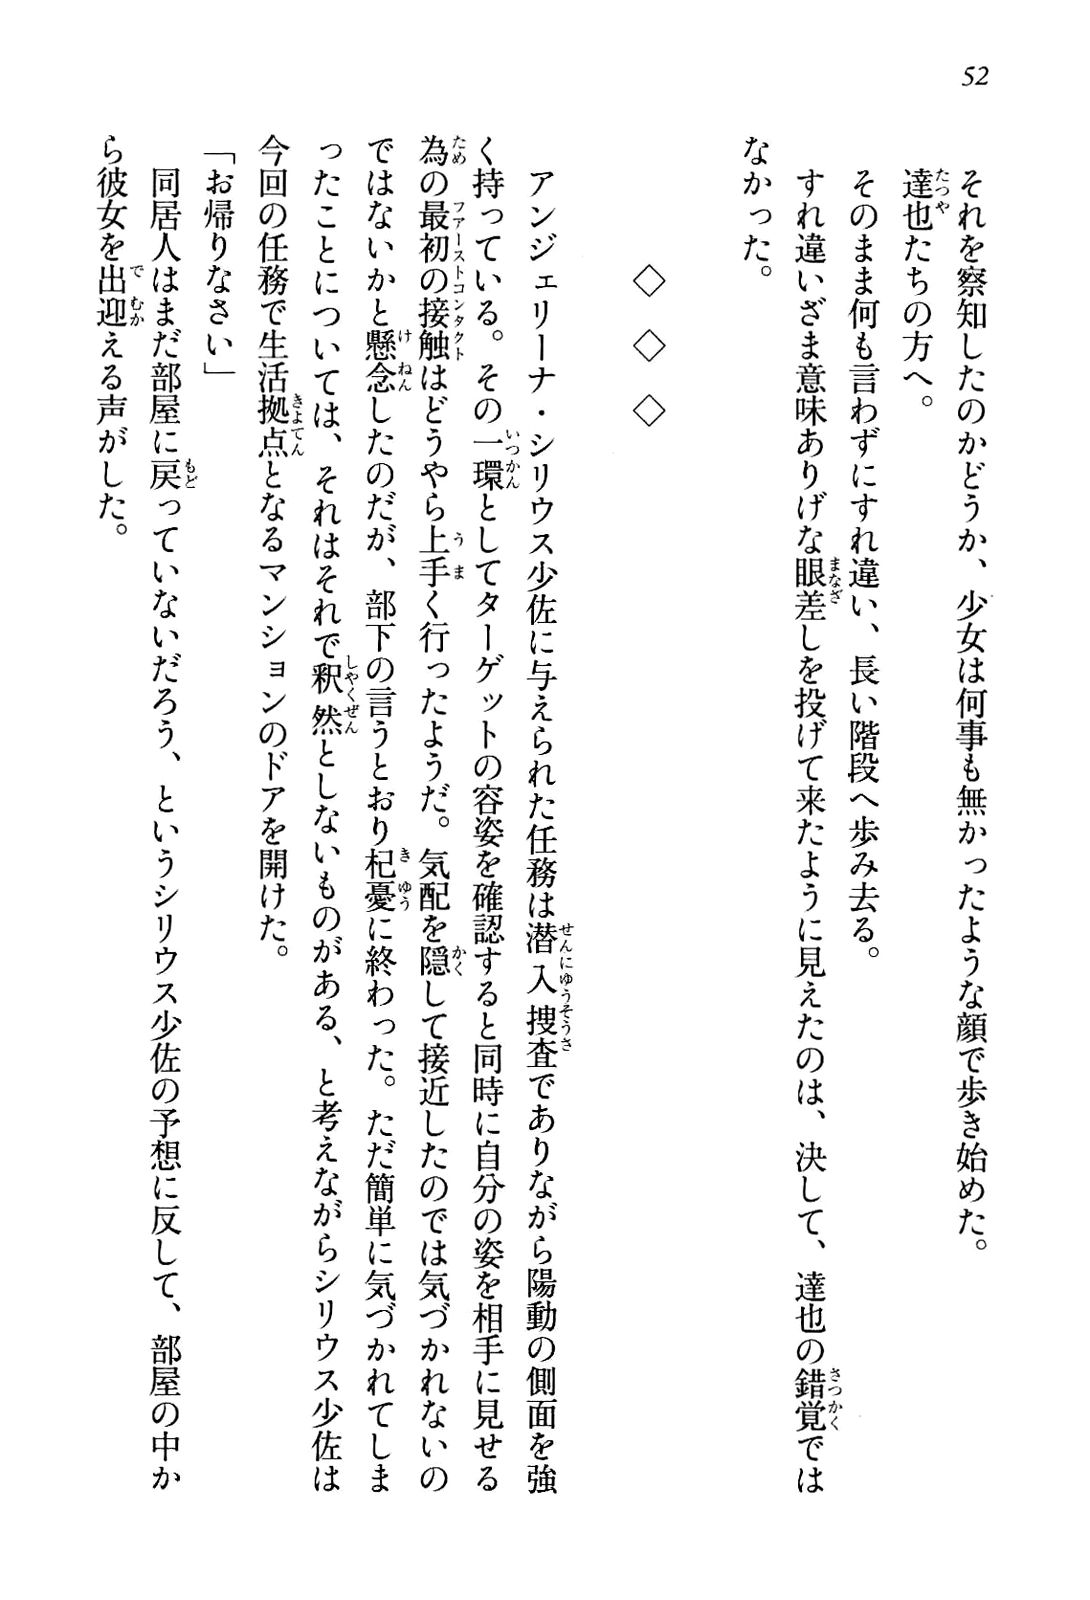 52
それを察知したのかどうか、少女は何事も無かったような顔で歩き始めた。
達也たちの方へ。
そのまま何も言わずにすれ違い、長い階段へ歩み去る。
すれ違いざま意味ありげな眼差しを投げて来たように見えたのは、決して、達也の錯覚では
なかった。
◇ ◇ ◇
アンジェリーナ・シリウス少佐に与えられた任務は潜入捜査でありながら陽動の側面を強
く持っている。その一環としてターゲットの容姿を確認すると同時に自分の姿を相手に見せる
為の最初の接触はどうやら上手く行ったようだ。気配を隠して接近したのでは気づかれないの
ではないかと懸念したのだが、部下の言うとおり杞憂に終わった。ただ簡単に気づかれてしま
ったことについては、それはそれで釈然としないものがある、と考えながらシリウス少佐は
今回の任務で生活拠点となるマンションのドアを開けた。
「お帰りなさい」
同居人はまだ部屋に戻っていないだろう、というシリウス少佐の予想に反して、部屋の中か
ら彼女を出迎える声がした。